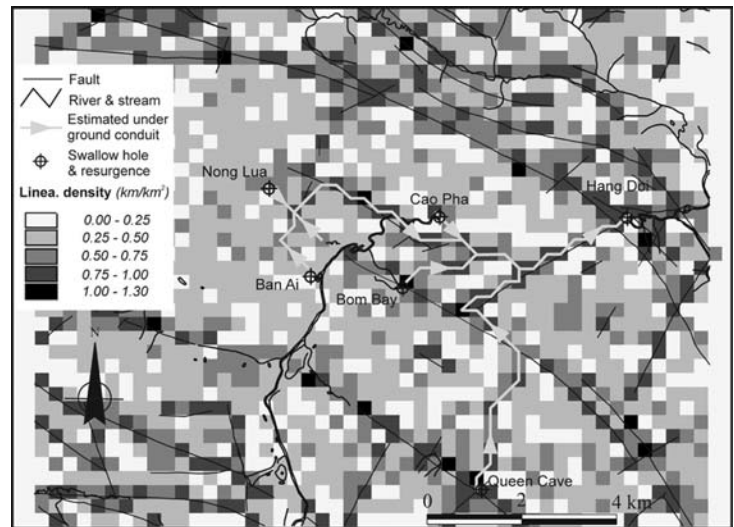 Fault
River & stream
Estimated under
ground conduit
Swallow hole
& resurgence
Linea. density (km/km²)
0.00 - 0.25
0.25 - 0.50
0.50 - 0.75
0.75 - 1.00
1.00 - 1.30
Nong Lua
Cao Pha
Hang Doi
Ban Ai
Bom Bay
N
Queen Cave
0 2 4 km